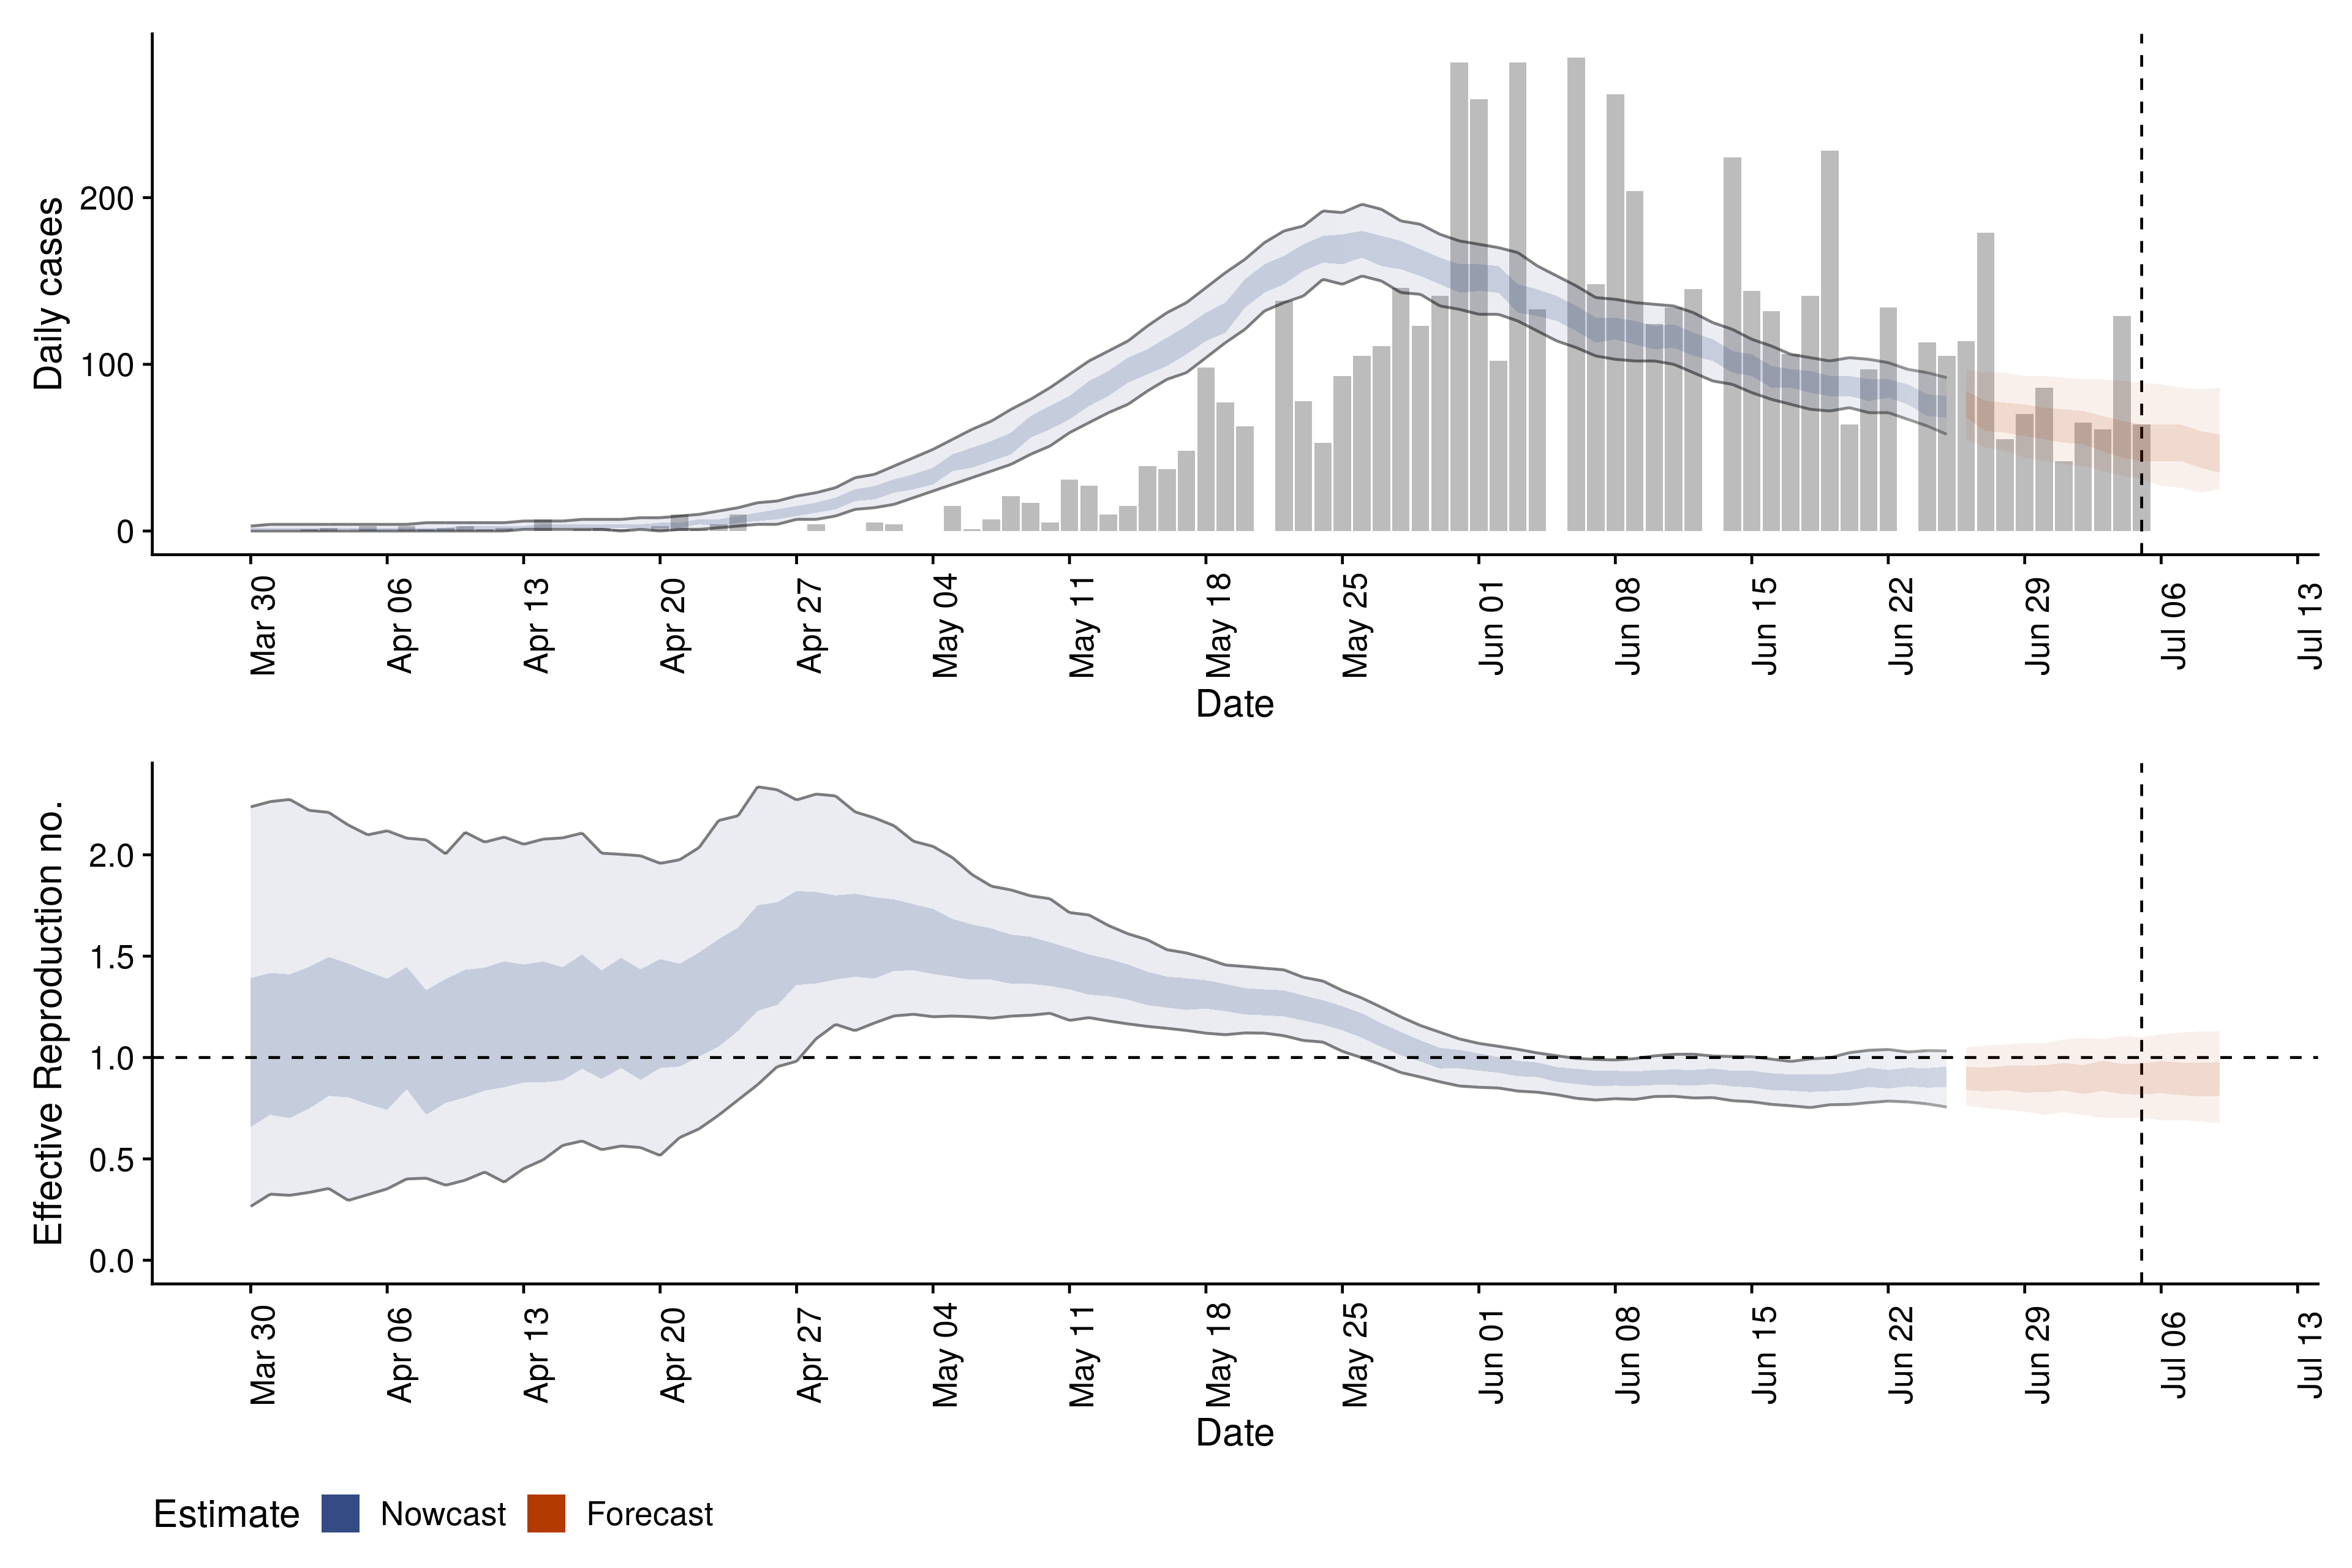 Daily cases
200
100
0
Mar 30 Apr 06 Apr 13 Apr 20 Apr 27 May 04 May 11 May 18 May 25 Jun 01 Jun 08 Jun 15 Jun 22 Jun 29 Jul 06 Jul 13
Date
Effective Reproduction no.
2.0
1.5
1.0
0.5
0.0
Mar 30 Apr 06 Apr 13 Apr 20 Apr 27 May 04 May 11 May 18 May 25 Jun 01 Jun 08 Jun 15 Jun 22 Jun 29 Jul 06 Jul 13
Date
Estimate Nowcast Forecast